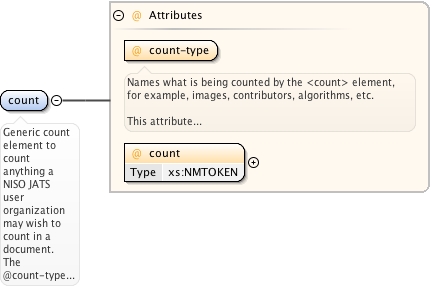 @ Attributes
@ count-type
Names what is being counted by the <count> element,
for example, images, contributors, algorithms, etc.
This attribute...
count
Generic count
element to
count
anything a
NISO JATS
user
organization
may wish to
count in a
document.
The
@count-type...
@ count
Type xs:NMTOKEN